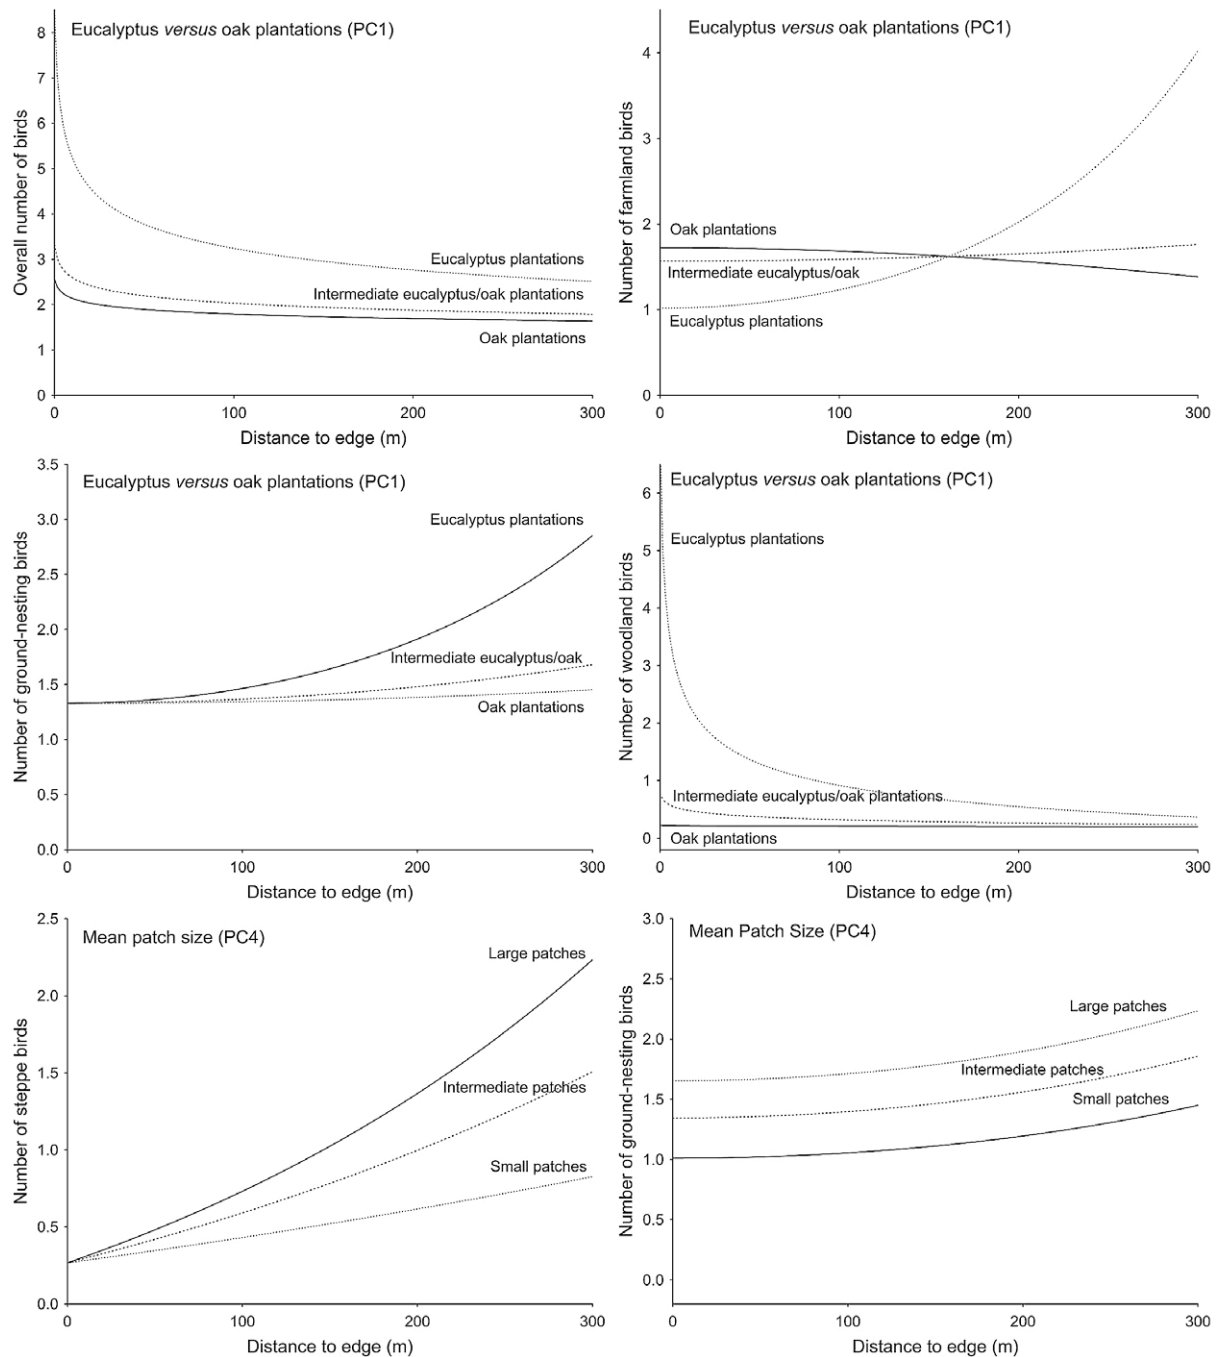 Eucalyptus versus oak plantations (PC1)
Overall number of birds
8
7
6
5
4
3
2
1
0
Eucalyptus plantations
Intermediate eucalyptus/oak plantations
Oak plantations
0 100 200 300
Distance to edge (m)
Eucalyptus versus oak plantations (PC1)
Number of farmland birds
4
3
2
1
0
Oak plantations
Intermediate eucalyptus/oak
Eucalyptus plantations
0 100 200 300
Distance to edge (m)
Eucalyptus versus oak plantations (PC1)
Number of ground-nesting birds
3.5
3.0
2.5
2.0
1.5
1.0
0.5
0.0
Eucalyptus plantations
Intermediate eucalyptus/oak
Oak plantations
0 100 200 300
Distance to edge (m)
Eucalyptus versus oak plantations (PC1)
Number of woodland birds
6
5
4
3
2
1
0
Eucalyptus plantations
Intermediate eucalyptus/oak plantations
Oak plantations
0 100 200 300
Distance to edge (m)
Mean patch size (PC4)
Number of steppe birds
2.5
2.0
1.5
1.0
0.5
0.0
Large patches
Intermediate patches
Small patches
0 100 200 300
Distance to edge (m)
Mean Patch Size (PC4)
Number of ground-nesting birds
3.0
2.5
2.0
1.5
1.0
0.5
0.0
Large patches
Intermediate patches
Small patches
0 100 200 300
Distance to edge (m)